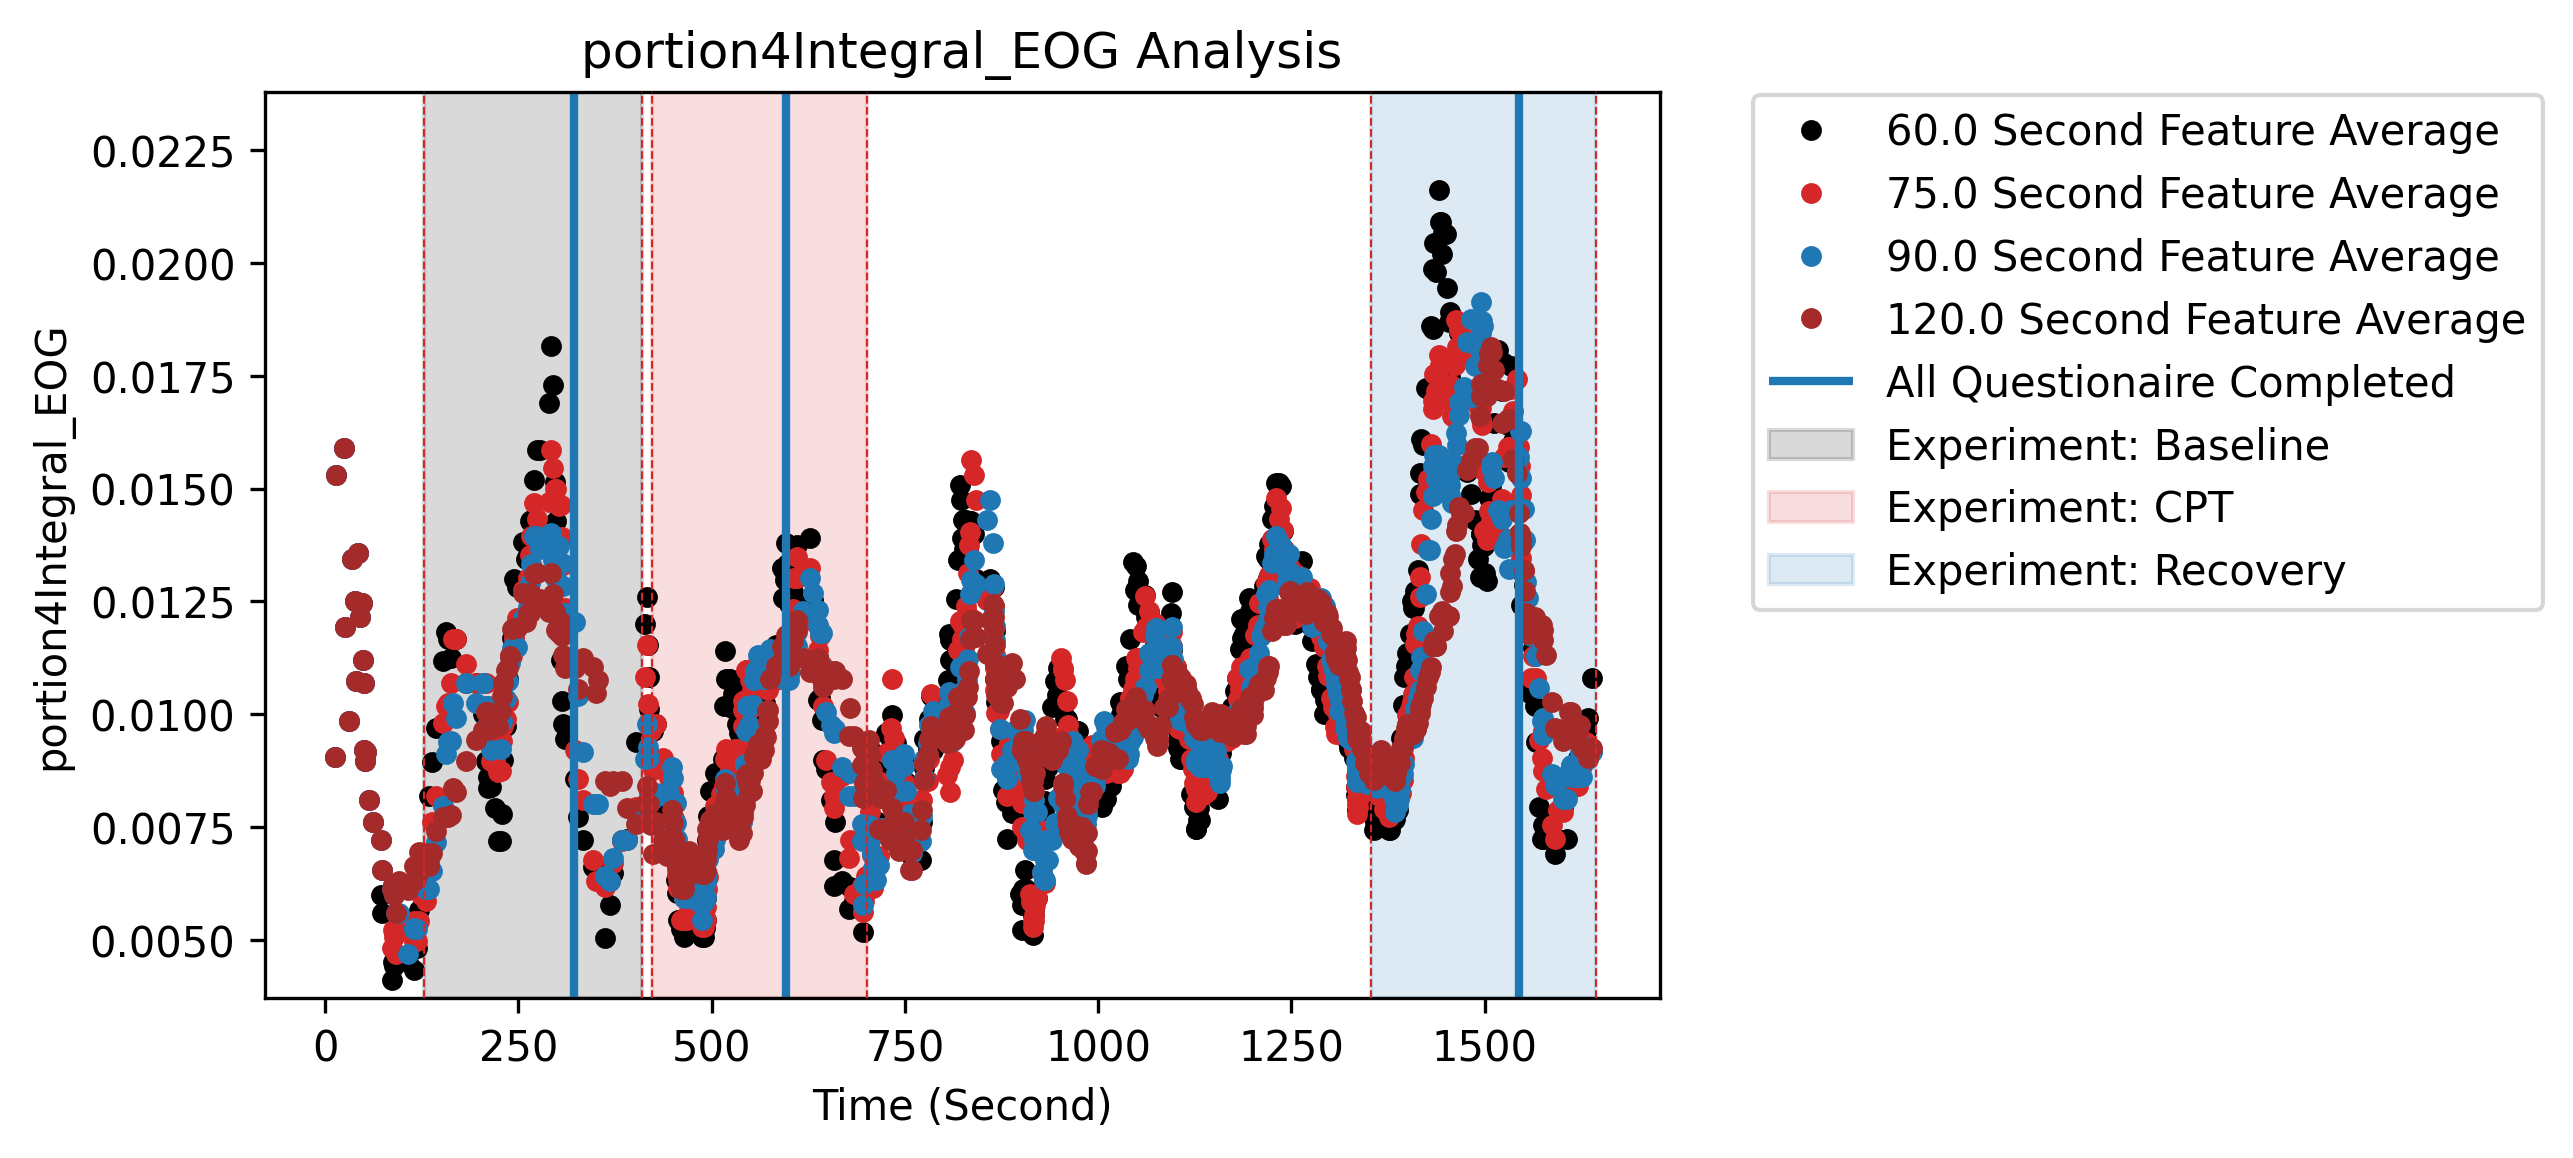 portion4Integral_EOG Analysis
portion4Integral_EOG
0.0225
0.0200
0.0175
0.0150
0.0125
0.0100
0.0075
0.0050
0 250 500 750 1000 1250 1500
Time (Second)
60.0 Second Feature Average
75.0 Second Feature Average
90.0 Second Feature Average
120.0 Second Feature Average
All Questionaire Completed
Experiment: Baseline
Experiment: CPT
Experiment: Recovery